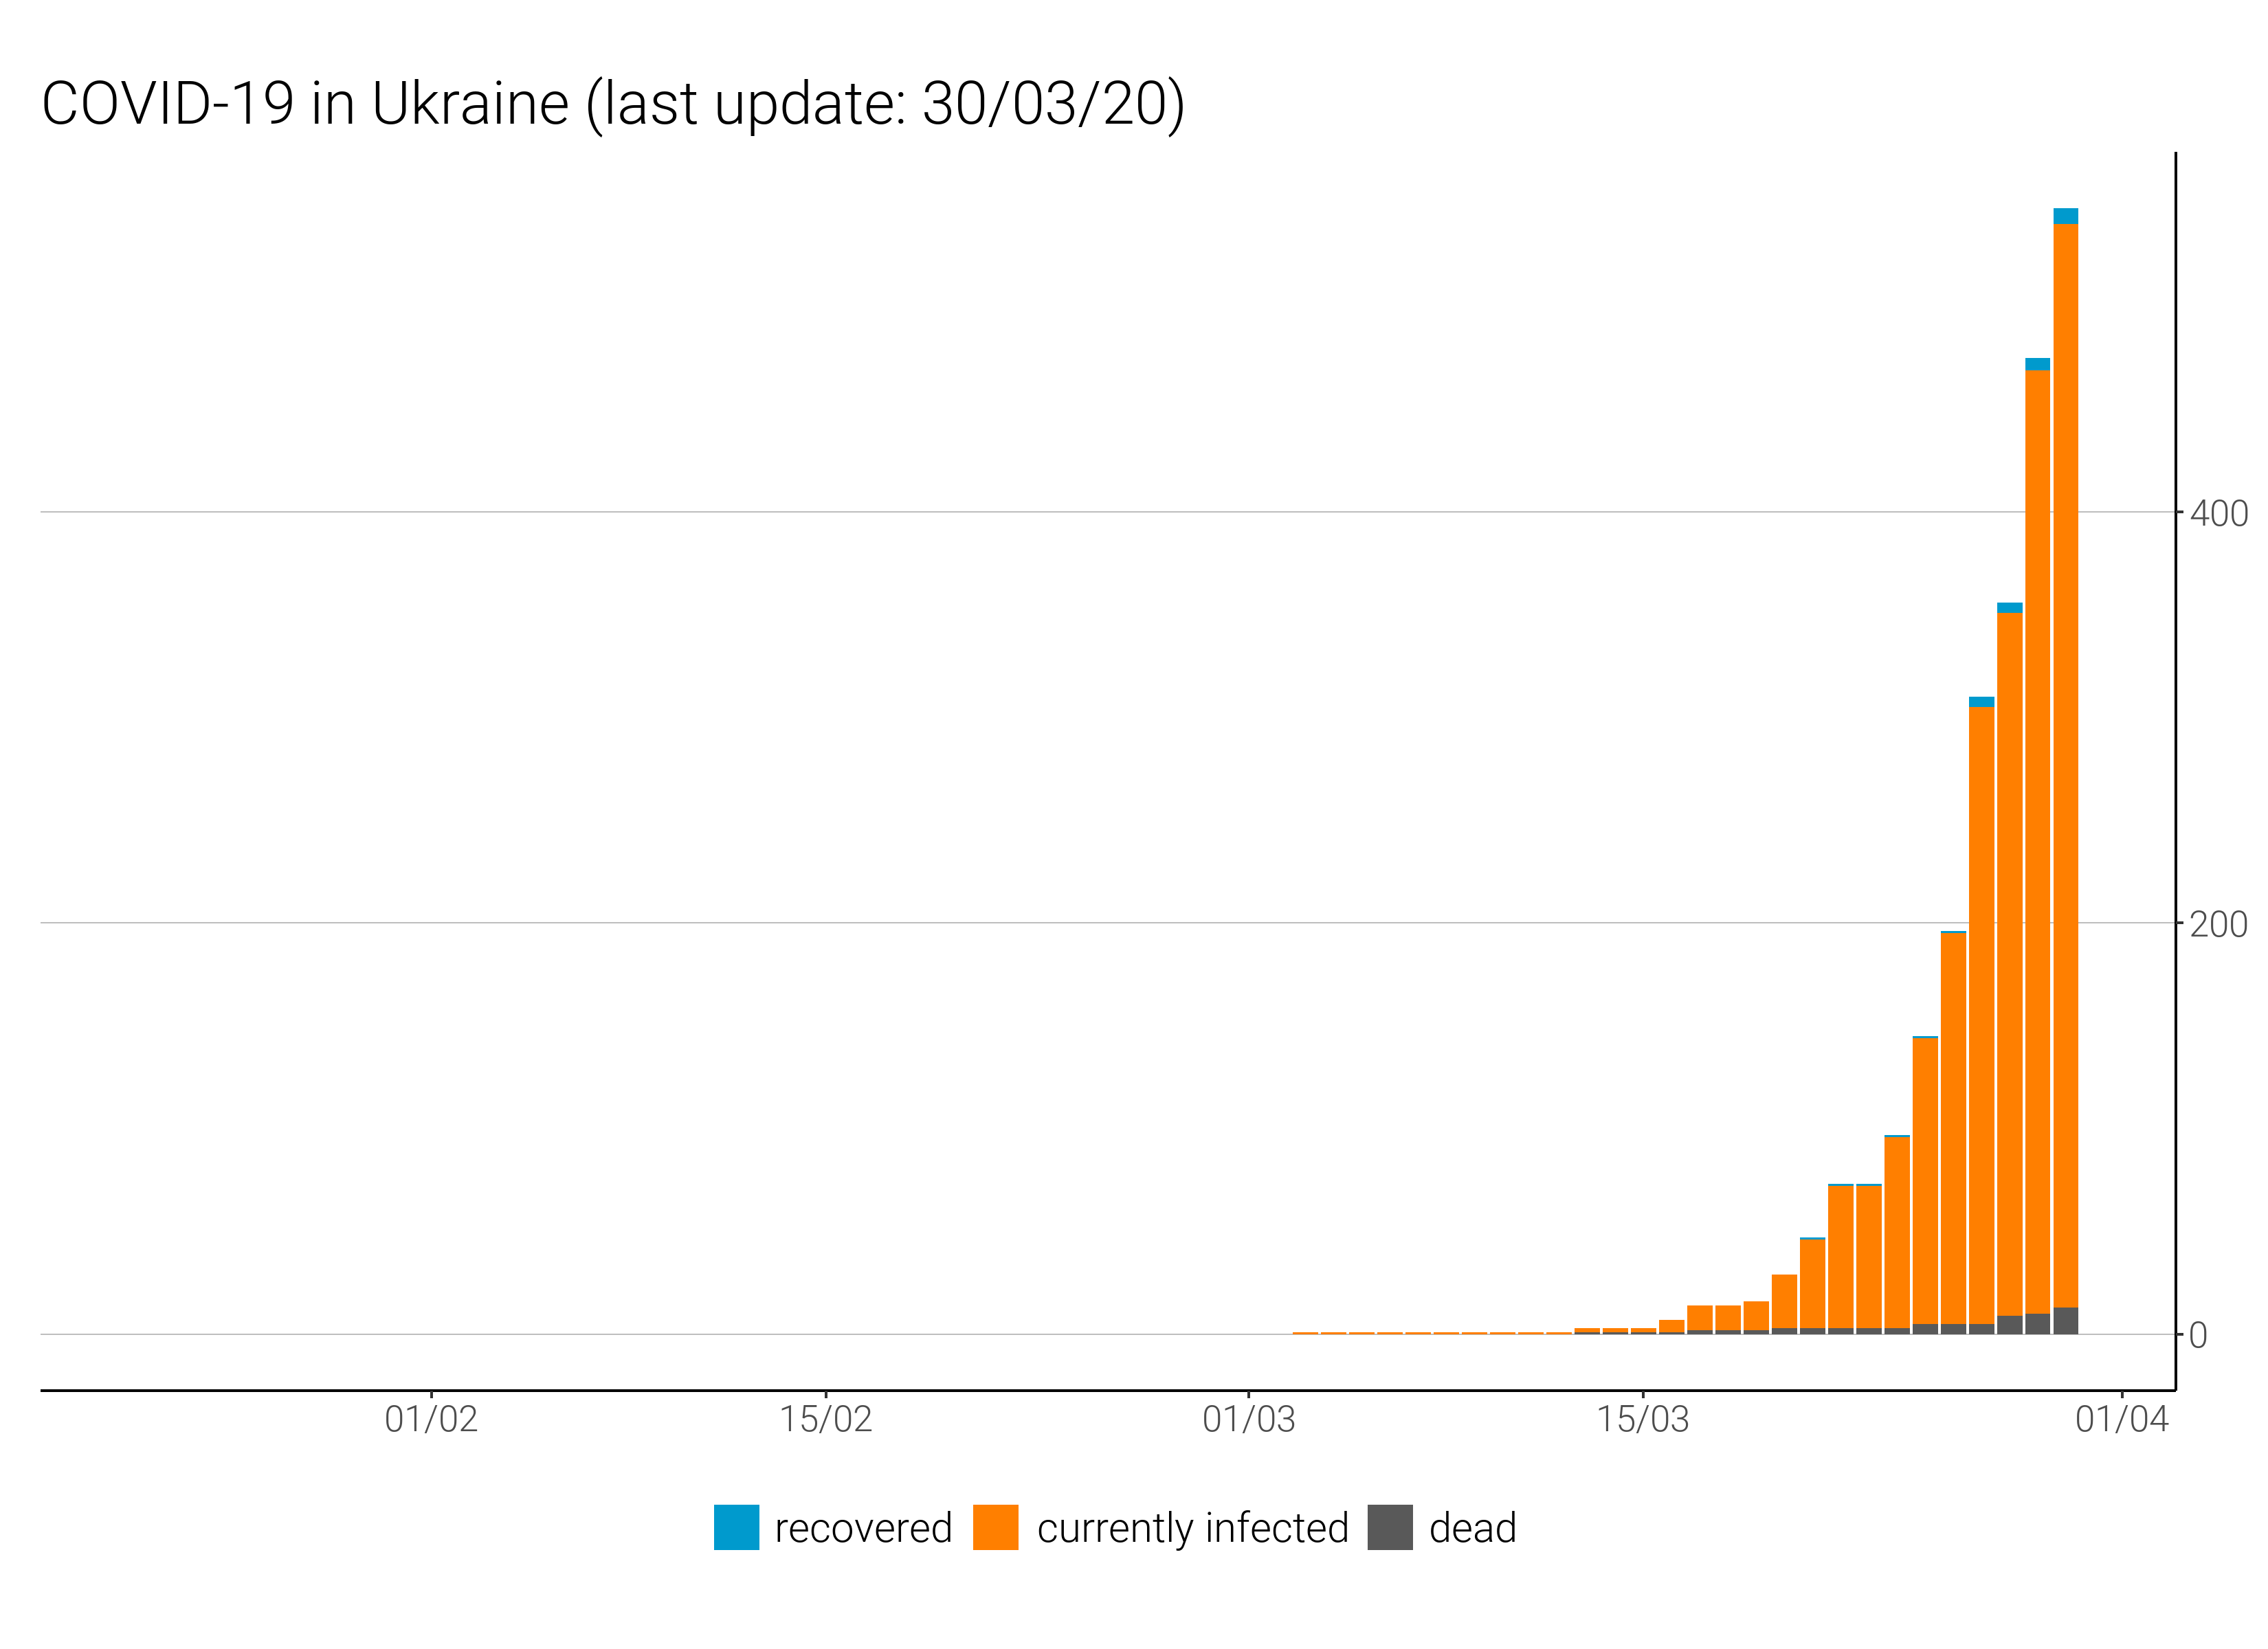 COVID-19 in Ukraine (last update: 30/03/20)
400
200
0
01/02 15/02 01/03 15/03 01/04
recovered currently infected dead